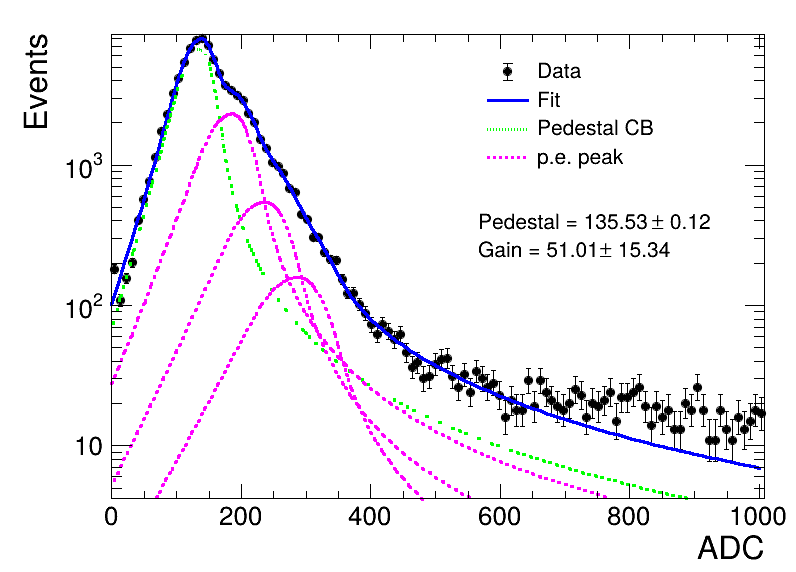 Events
Data
Fit
Pedestal CB
p.e. peak
Pedestal = 135.53± 0.12
Gain = 51.01± 15.34
10³
10²
10
0 200 400 600 800 1000
ADC